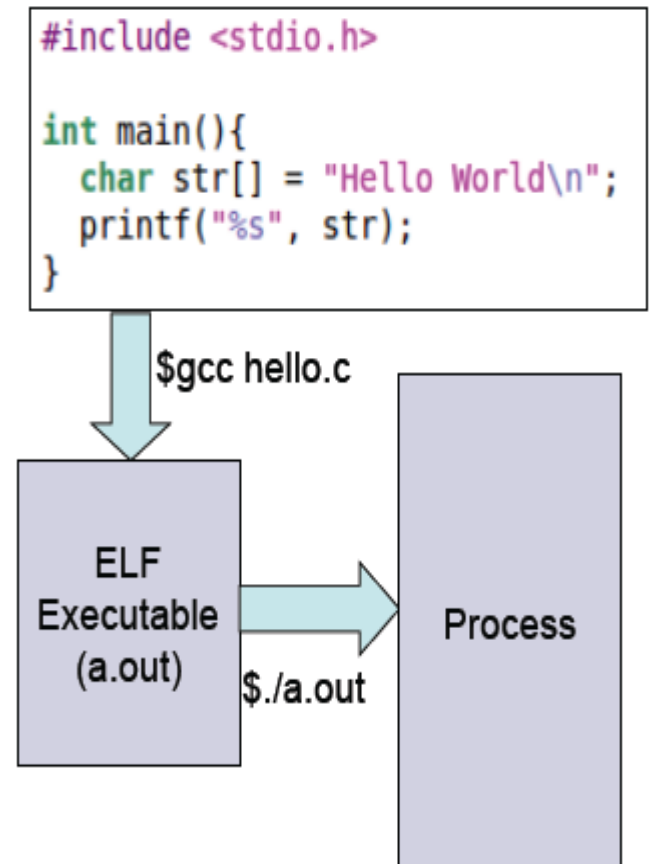 #include <stdio.h>
int main(){
char str[] = "Hello World\n";
printf("%s", str);
}
$gcc hello.c
ELF
Executable
(a.out)
$./a.out
Process